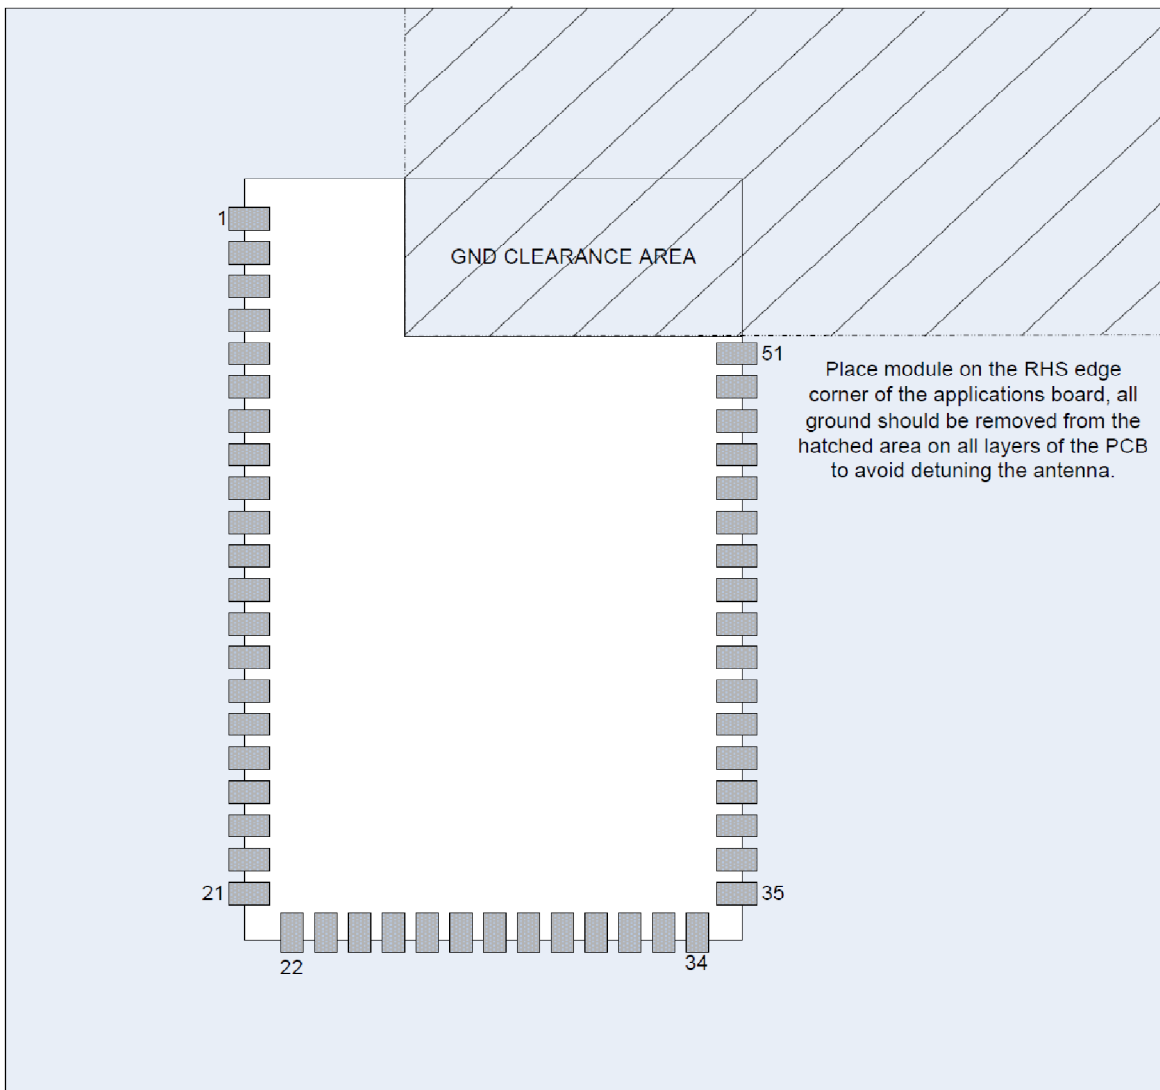 1
GND CLEARANCE AREA
51
Place module on the RHS edge
corner of the applications board, all
ground should be removed from the
hatched area on all layers of the PCB
to avoid detuning the antenna.
21
35
22
34